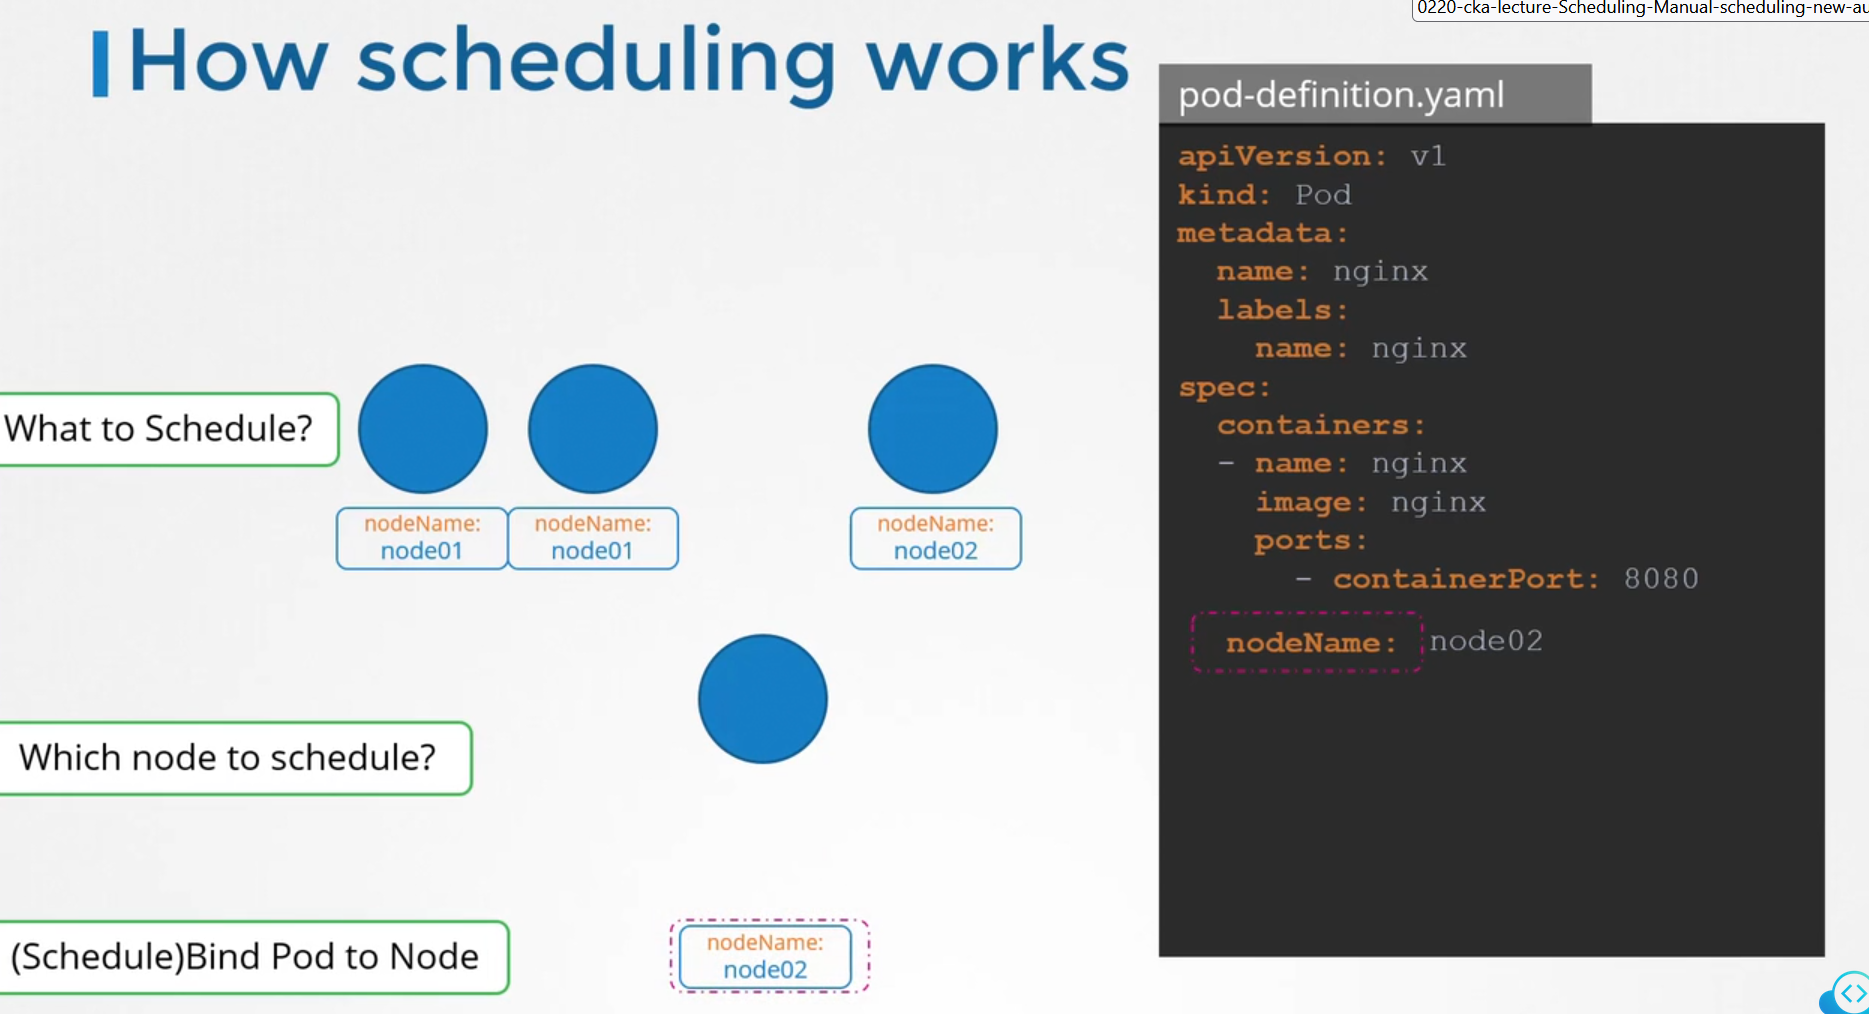 0220-cka-lecture-Scheduling-Manual-scheduling-new-au
How scheduling works
What to Schedule?
nodeName:
node01
nodeName:
node01
nodeName:
node02
Which node to schedule?
(Schedule)Bind Pod to Node
nodeName:
node02
pod-definition.yaml
apiVersion: v1
kind: Pod
metadata:
  name: nginx
  labels:
    name: nginx
spec:
  containers:
  - name: nginx
    image: nginx
    ports:
      - containerPort: 8080
  nodeName: node02